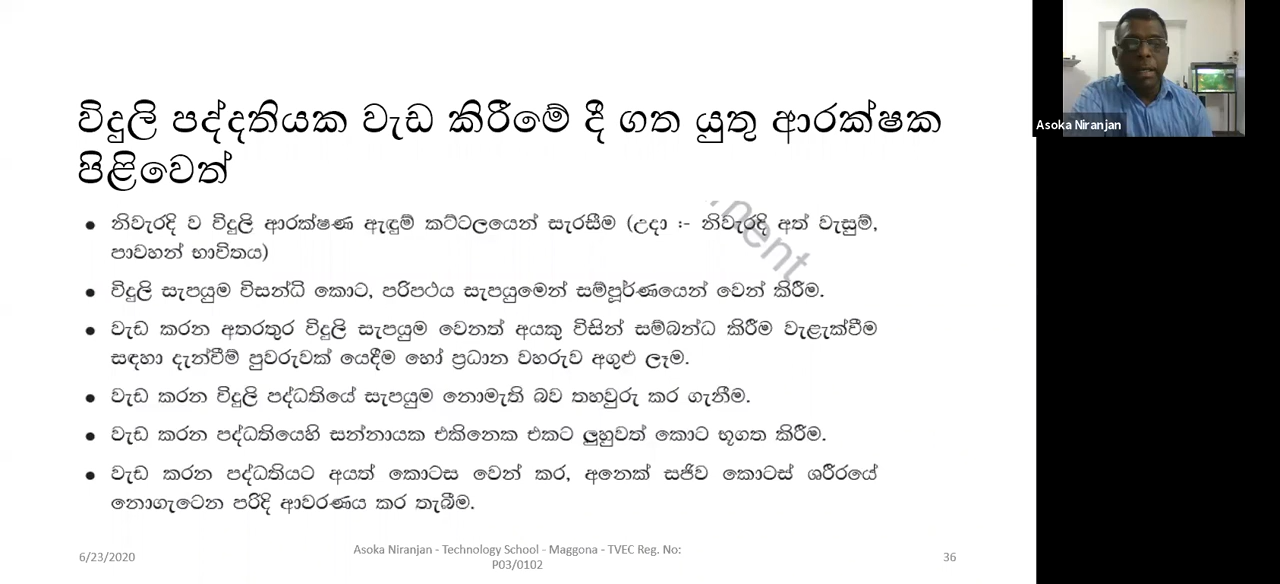 විදුලි පද්දතියක වැඩ කිරීමේ දී ගත යුතු ආරක්ෂක
පිළිවෙත්
• නිවැරදි ව විදුලි ආරක්ෂණ ඇඳුම් කට්ටලයෙන් සැරසීම (උදා :- නිවැරදි අත් වැසුම්,
පාවහන් භාවිතය)
• විදුලි සැපයුම විසන්ධි කොට, පරිපථය සැපයුමෙන් සම්පූර්ණයෙන් වෙන් කිරීම.
• වැඩ කරන අතරතුර විදුලි සැපයුම වෙනත් අයකු විසින් සම්බන්ධ කිරීම වැළැක්වීම
සඳහා දැන්වීම් පුවරුවක් යෙදීම හෝ ප්‍රධාන වහරුව අගුළු ලෑම.
• වැඩ කරන විදුලි පද්ධතියේ සැපයුම නොමැති බව තහවුරු කර ගැනීම.
• වැඩ කරන පද්ධතියෙහි සන්නායක එකිනෙක එකට ලුහුවත් කොට භූගත කිරීම.
• වැඩ කරන පද්ධතියට අයත් කොටස වෙන් කර, අනෙක් සජිව කොටස් ශරීරයේ
නොගැටෙන පරිදි ආවරණය කර තැබීම.
6/23/2020
Asoka Niranjan - Technology School - Maggona - TVEC Reg. No:
P03/0102
36
Asoka Niranjan